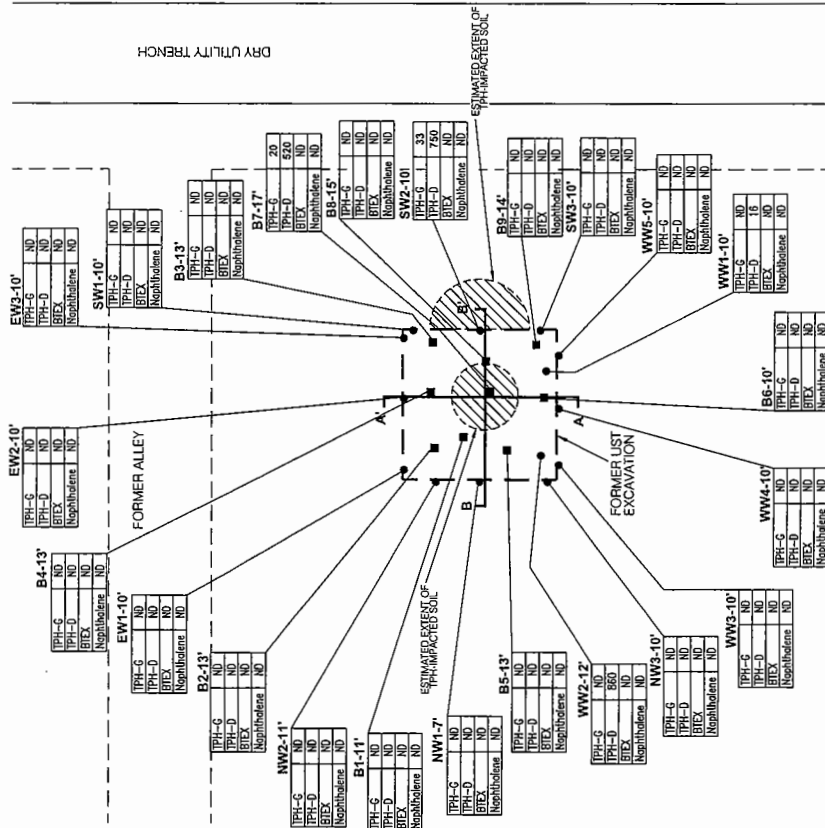 DRY UTILITY TRENCH
ESTIMATED EXTENT OF
TPH-IMPACTED SOIL
EW3-10'
TPH-G ND
TPH-D ND
BTEX ND
Naphthalene ND
SW1-10'
TPH-G ND
TPH-D ND
BTEX ND
Naphthalene ND
B3-13'
TPH-G ND
TPH-D ND
BTEX ND
Naphthalene ND
B7-17'
TPH-G 20
TPH-D 520
BTEX ND
Naphthalene ND
B8-15'
TPH-G ND
TPH-D ND
BTEX ND
Naphthalene ND
SW2-10'
TPH-G 33
TPH-D 750
BTEX ND
Naphthalene ND
B9-14'
TPH-G ND
TPH-D ND
BTEX ND
Naphthalene ND
SW3-10'
TPH-G ND
TPH-D ND
BTEX ND
Naphthalene ND
WW5-10'
TPH-G ND
TPH-D ND
BTEX ND
Naphthalene ND
WW1-10'
TPH-G ND
TPH-D 16
BTEX ND
Naphthalene ND
B6-10'
TPH-G ND
TPH-D ND
BTEX ND
Naphthalene ND
EW2-10'
TPH-G ND
TPH-D ND
BTEX ND
Naphthalene ND
FORMER ALLEY
A'
B'
A
B
FORMER UST
EXCAVATION
WW4-10'
TPH-G ND
TPH-D ND
BTEX ND
Naphthalene ND
B4-13'
TPH-G ND
TPH-D ND
BTEX ND
Naphthalene ND
EW1-10'
TPH-G ND
TPH-D ND
BTEX ND
Naphthalene ND
B2-13'
TPH-G ND
TPH-D ND
BTEX ND
Naphthalene ND
NW2-11'
TPH-G ND
TPH-D ND
BTEX ND
Naphthalene ND
B1-11'
TPH-G ND
TPH-D ND
BTEX ND
Naphthalene ND
ESTIMATED EXTENT OF
TPH-IMPACTED SOIL
NW1-7'
TPH-G ND
TPH-D ND
BTEX ND
Naphthalene ND
B5-13'
TPH-G ND
TPH-D ND
BTEX ND
Naphthalene ND
WW2-12'
TPH-G ND
TPH-D 860
BTEX ND
Naphthalene ND
NW3-10'
TPH-G ND
TPH-D ND
BTEX ND
Naphthalene ND
WW3-10'
TPH-G ND
TPH-D ND
BTEX ND
Naphthalene ND